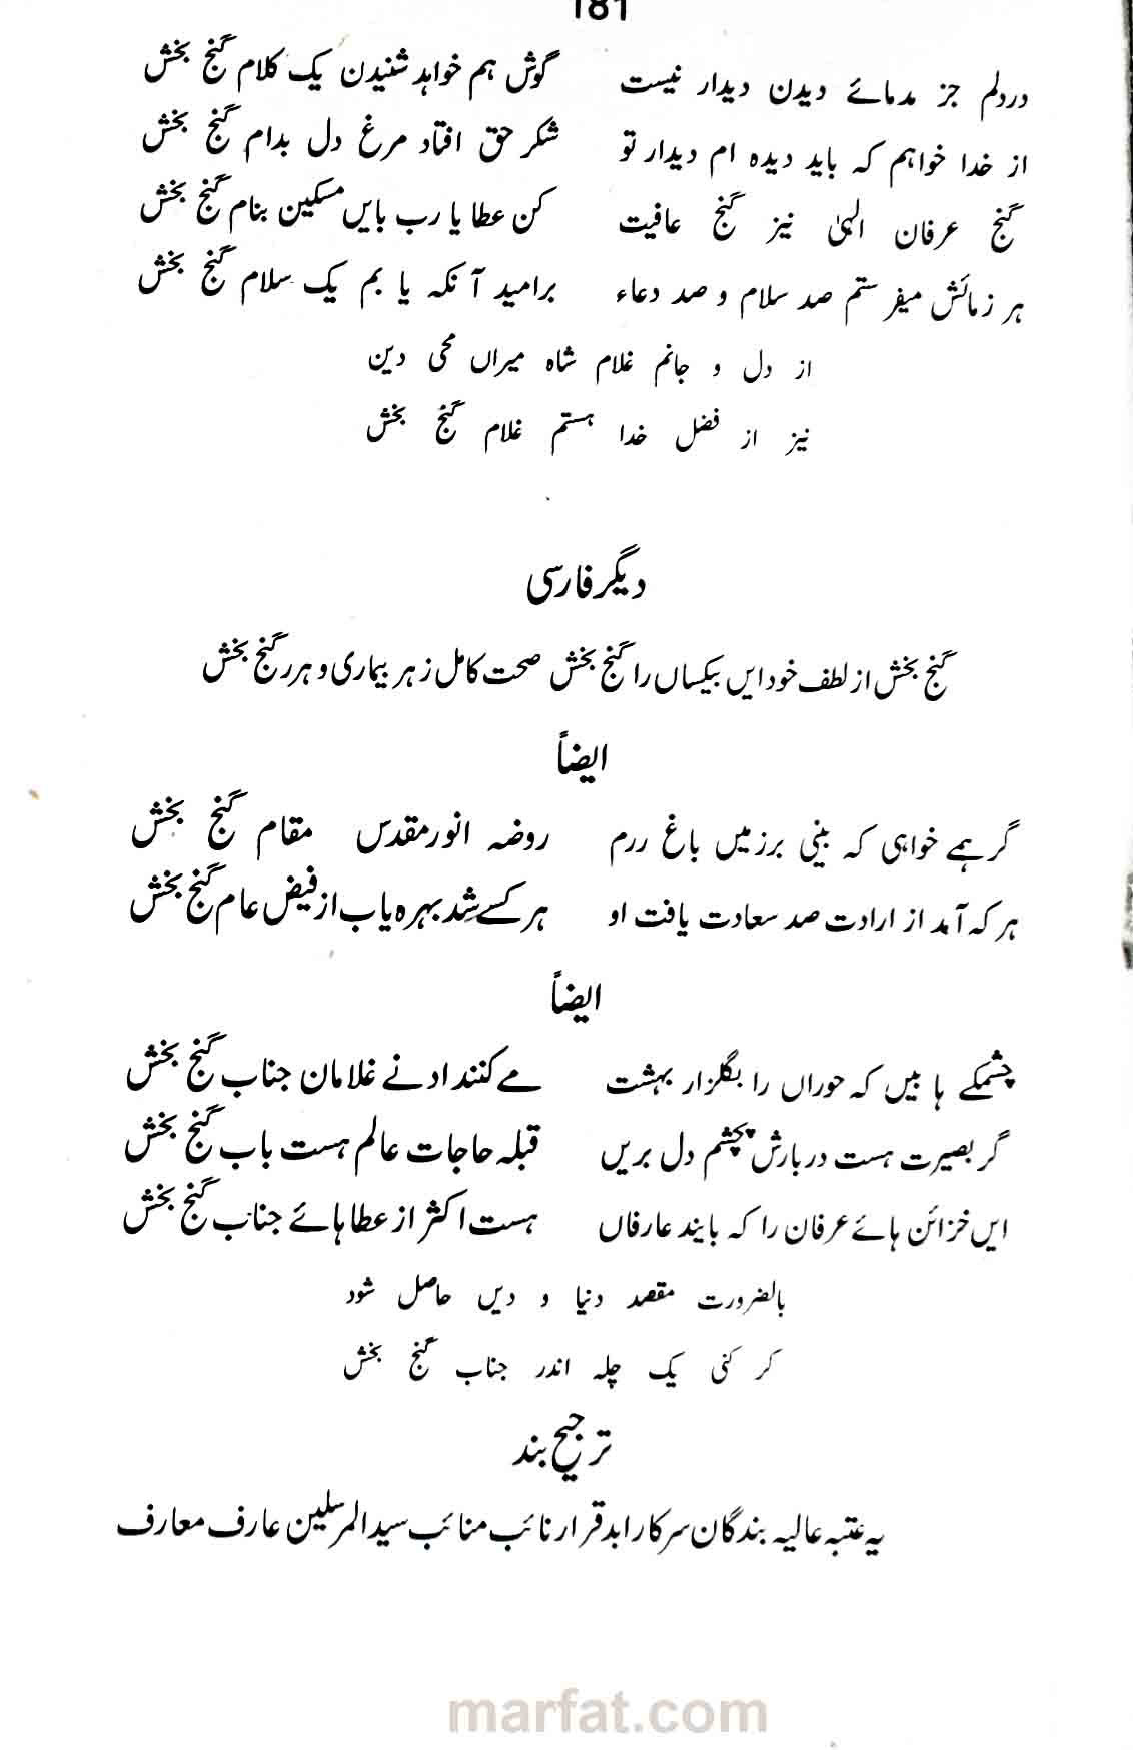 181
دردلم جز مدمائے دیدن دیدار نیست گوش ہم خواہد شنیدن یک کلام گنج بخش
از خدا خواہم کہ باید دیدہ ام دیدار تو شکر حق افتاد مرغ دل بدام گنج بخش
گنج عرفان الہیٰ نیز گنج عافیت کن عطا یا رب بایں مسکین بنام گنج بخش
ہر زمائش میفر ستم صد سلام و صد دعاء برامید آنکہ یا بم یک سلام گنج بخش
از دل و جانم غلام شاہ میراں محی دین
نیز از فضل خدا ہستم غلام گنج بخش
دیگر فارسی
گنج بخش از لطف خود ایں بیکساں را گنج بخش صحت کامل زہر بیماری و ہر رنج بخش
ایضاً
گر ہمے خواہی کہ بینی برزمیں باغ ررم روضہ انور مقدس مقام گنج بخش
ہر کہ آمد از ارادت صد سعادت یافت او ہر کسے شد بہرہ یاب از فیض عام گنج بخش
ایضاً
چشمکے ہا بیں کہ حوراں را بگلزار بہشت مے کنند ادنے غلامان جناب گنج بخش
گر بصیرت ہست دربارش بچشم دل بریں قبلہ حاجات عالم ہست باب گنج بخش
ایں خزائن ہائے عرفان را کہ بایند عارفاں ہست اکثر از عطاہائے جناب گنج بخش
بالضرورت مقصد دنیا و دیں حاصل شود
کر کنی یک چلہ اندر جناب گنج بخش
ترجیح بند
یہ عتبہ عالیہ بندگان سرکار ابد قرار نائب منائب سید المرسلین عارف معارف
marfat.com